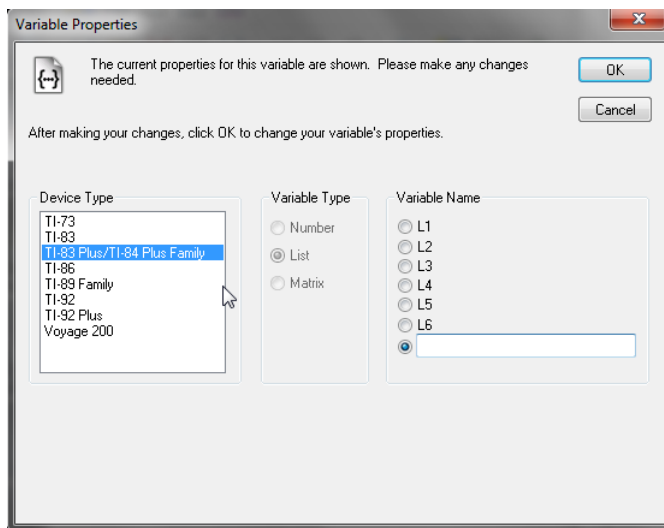 Variable Properties
The current properties for this variable are shown. Please make any changes
needed.
OK
Cancel
After making your changes, click OK to change your variable's properties.
Device Type
TI-73
TI-83
TI-83 Plus/TI-84 Plus Family
TI-86
TI-89 Family
TI-92
TI-92 Plus
Voyage 200
Variable Type
Number
List
Matrix
Variable Name
L1
L2
L3
L4
L5
L6